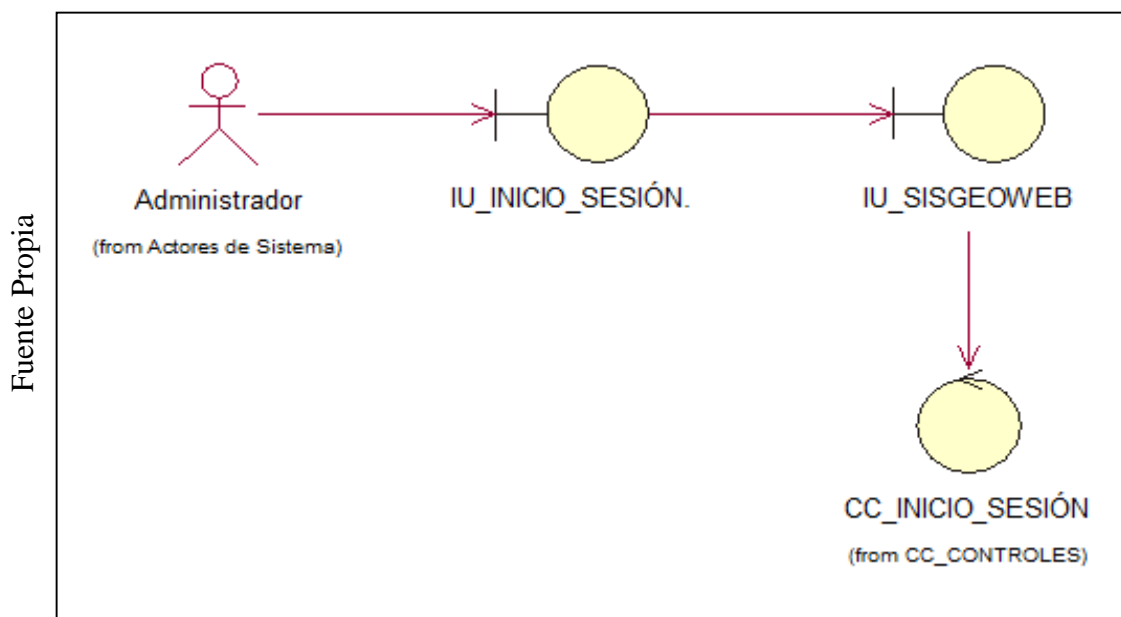 Fuente Propia
Administrador
(from Actores de Sistema)
IU_INICIO_SESIÓN.
IU_SISGEOWEB
CC_INICIO_SESIÓN
(from CC_CONTROLES)